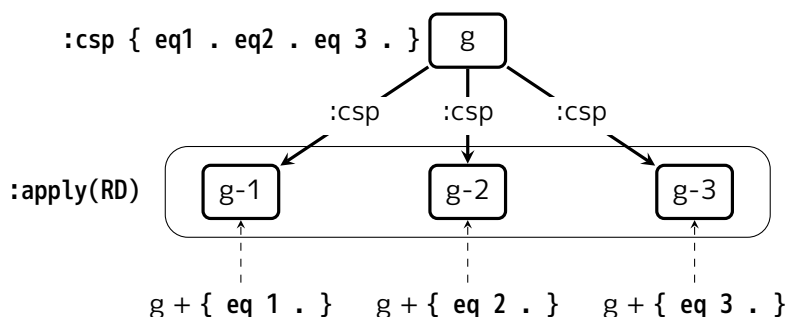 :csp { eq1 . eq2 . eq 3 . } g
:csp :csp :csp
:apply(RD) g-1 g-2 g-3
g + { eq 1 . } g + { eq 2 . } g + { eq 3 . }